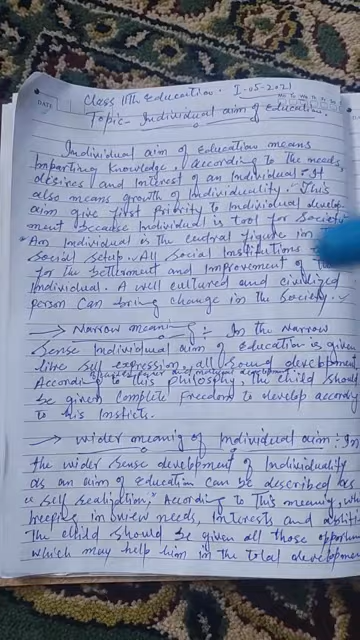 Class 11th Education. 1-05-2021
DATE
Topic- Individual aim of Education.
Individual aim of Education means
Imparting Knowledge, According to the needs,
desires and Interest of an Individual. It
also means growth of Individuality. This
aim give first Priority to Individual develop-
ment because Individual is tool for Society
* An Individual is the central figure in
Social Setup. All Social Institutions
for the betterment and Improvement of the
Individual. A well cultured and civilized
person can bring change in the Society.
→ Narrow meaning :- In the Narrow
Sense Individual aim of Education is given
like Self expression, all Sound development
According to this Philosophy, The child Should
be given Complete Freedom to develop accordy
to his Instincts.
→ Wider meaning of Individual aim : In
the wider Sense development of Individuality
as an aim of Education can be described as
"Self Realization," According to This meaning, whi
keeping in view needs, interests and abiliti
The child Should be given all those opportun
which may help him in the Total developmen